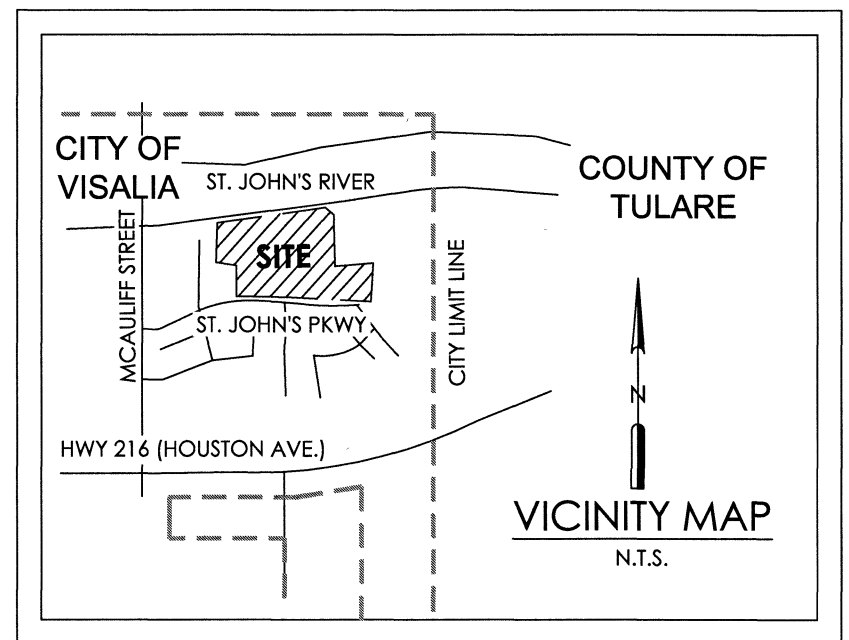 CITY OF
VISALIA
ST. JOHN'S RIVER
COUNTY OF
TULARE
MCAULIFF STREET
SITE
CITY LIMIT LINE
ST. JOHN'S PKWY
N
HWY 216 (HOUSTON AVE.)
VICINITY MAP
N.T.S.